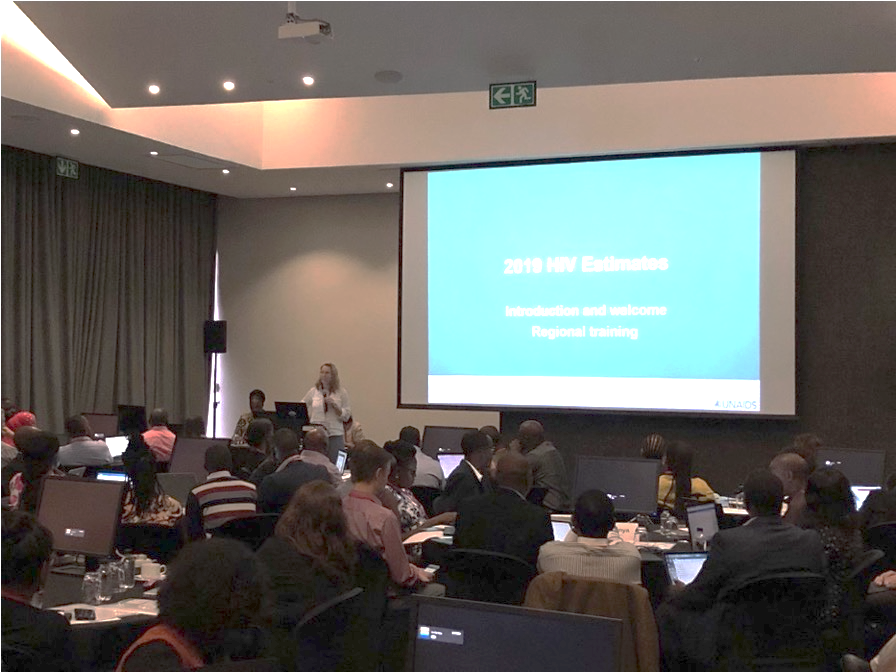 2019 HIV Estimates
Introduction and welcome
Regional training
UNAIDS